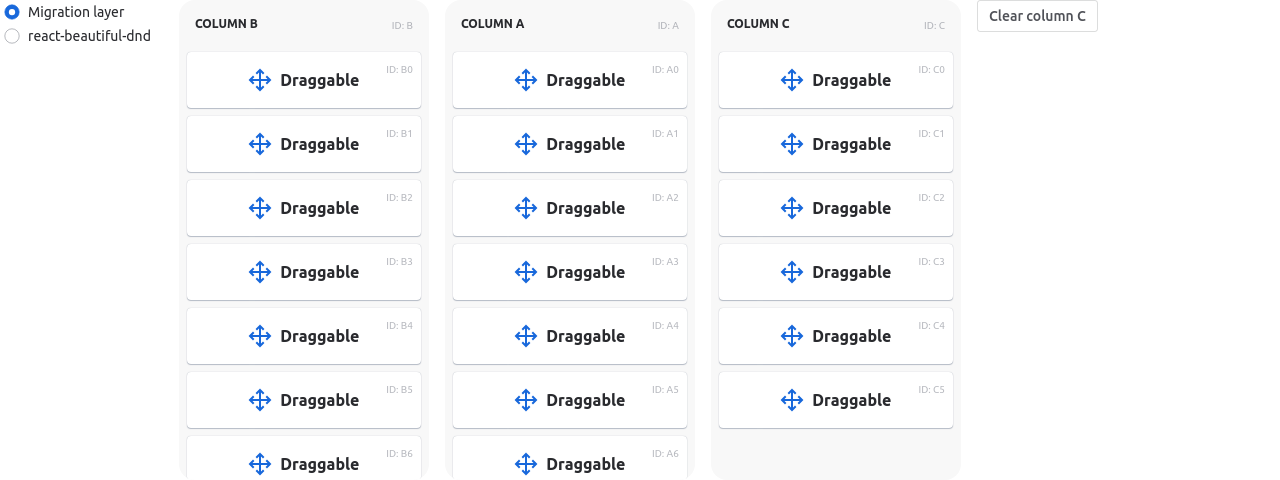 Migration layer
react-beautiful-dnd
COLUMN B
ID: B
ID: B0
Draggable
ID: B1
Draggable
ID: B2
Draggable
ID: B3
Draggable
ID: B4
Draggable
ID: B5
Draggable
ID: B6
Draggable
COLUMN A
ID: A
ID: A0
Draggable
ID: A1
Draggable
ID: A2
Draggable
ID: A3
Draggable
ID: A4
Draggable
ID: A5
Draggable
ID: A6
Draggable
COLUMN C
ID: C
ID: C0
Draggable
ID: C1
Draggable
ID: C2
Draggable
ID: C3
Draggable
ID: C4
Draggable
ID: C5
Draggable
Clear column C